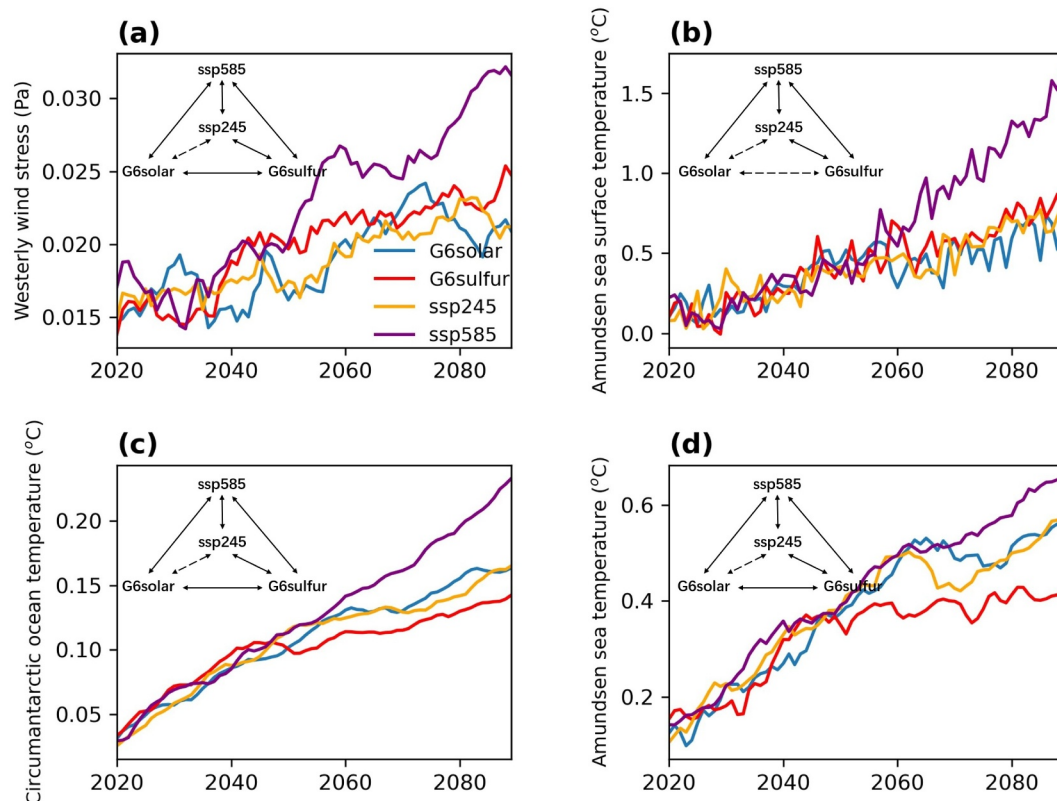 (a)
Westerly wind stress (Pa)
0.030
0.025
0.020
0.015
ssp585
ssp245
G6solar
G6sulfur
G6solar
G6sulfur
ssp245
ssp585
2020
2040
2060
2080
(b)
Amundsen sea surface temperature (°C)
1.5
1.0
0.5
0.0
ssp585
ssp245
G6solar
G6sulfur
2020
2040
2060
2080
(c)
Circumantarctic ocean temperature (°C)
0.20
0.15
0.10
0.05
ssp585
ssp245
G6solar
G6sulfur
2020
2040
2060
2080
(d)
Amundsen sea temperature (°C)
0.6
0.4
0.2
ssp585
ssp245
G6solar
G6sulfur
2020
2040
2060
2080